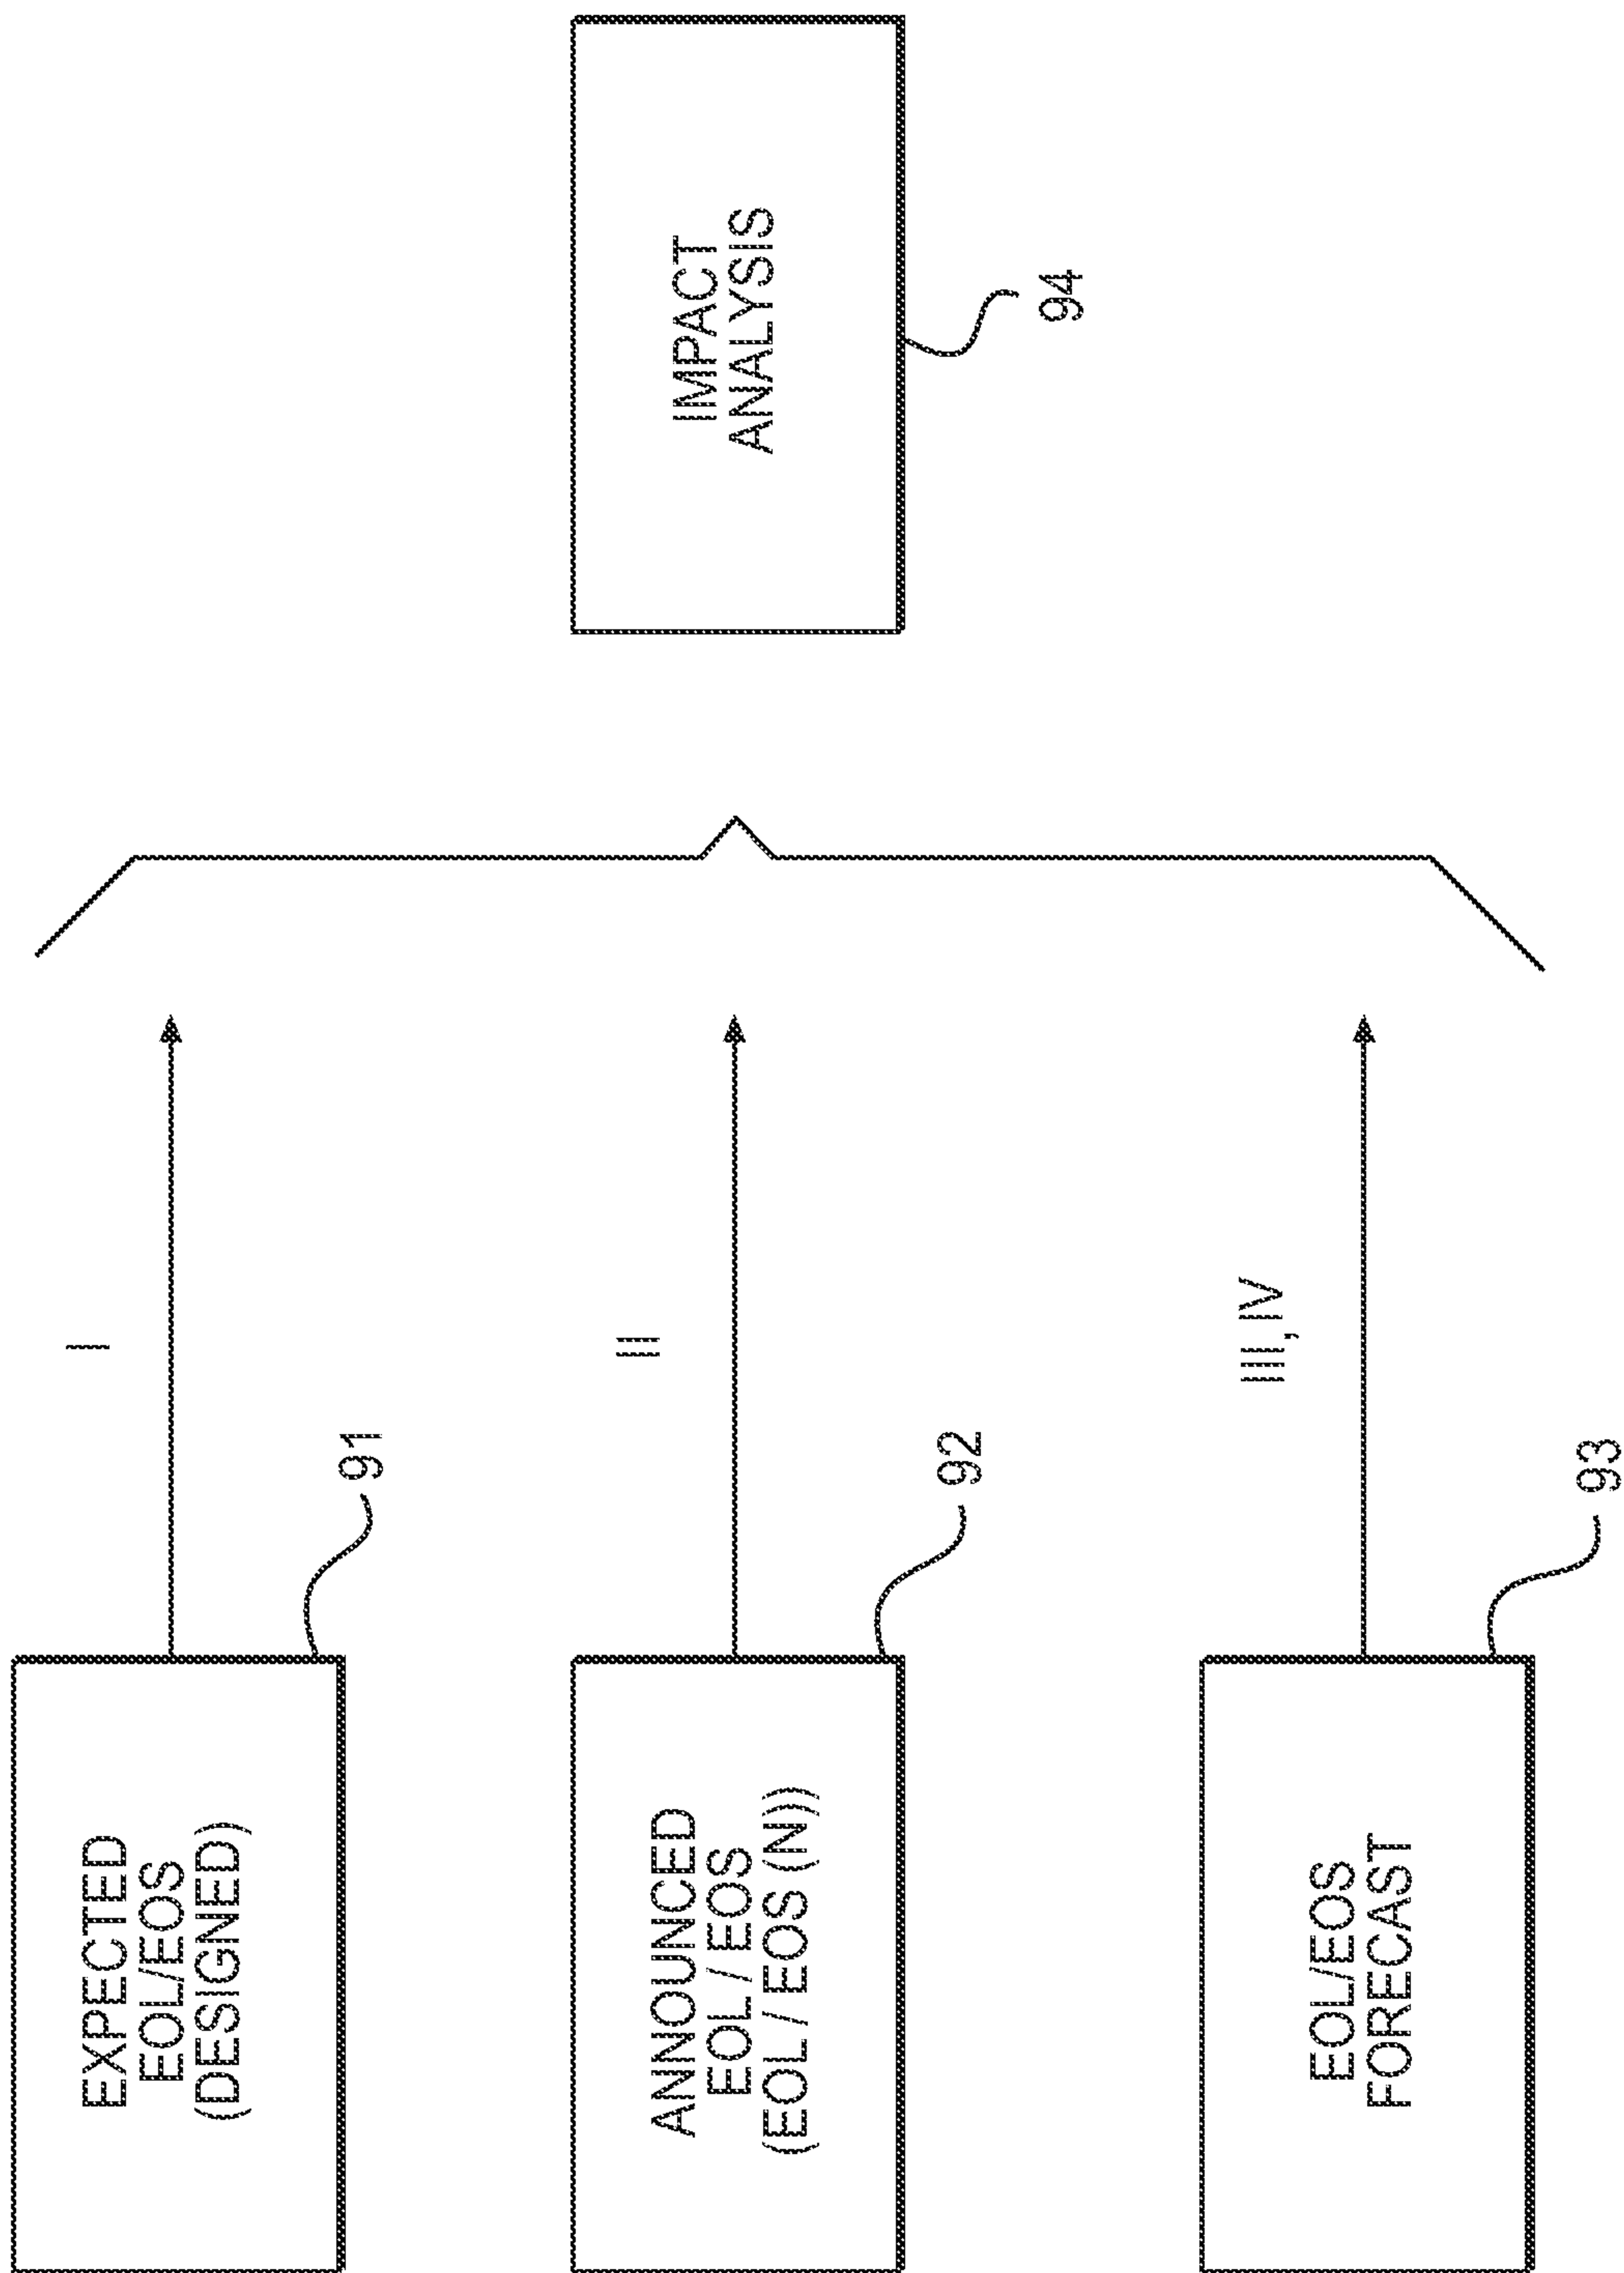 EXPECTED
EOL/EOS
(DESIGNED)
91
I
ANNOUNCED
EOL / EOS
(EOL / EOS (N))
92
II
EOL/EOS
FORECAST
93
III, IV
IMPACT
ANALYSIS
94